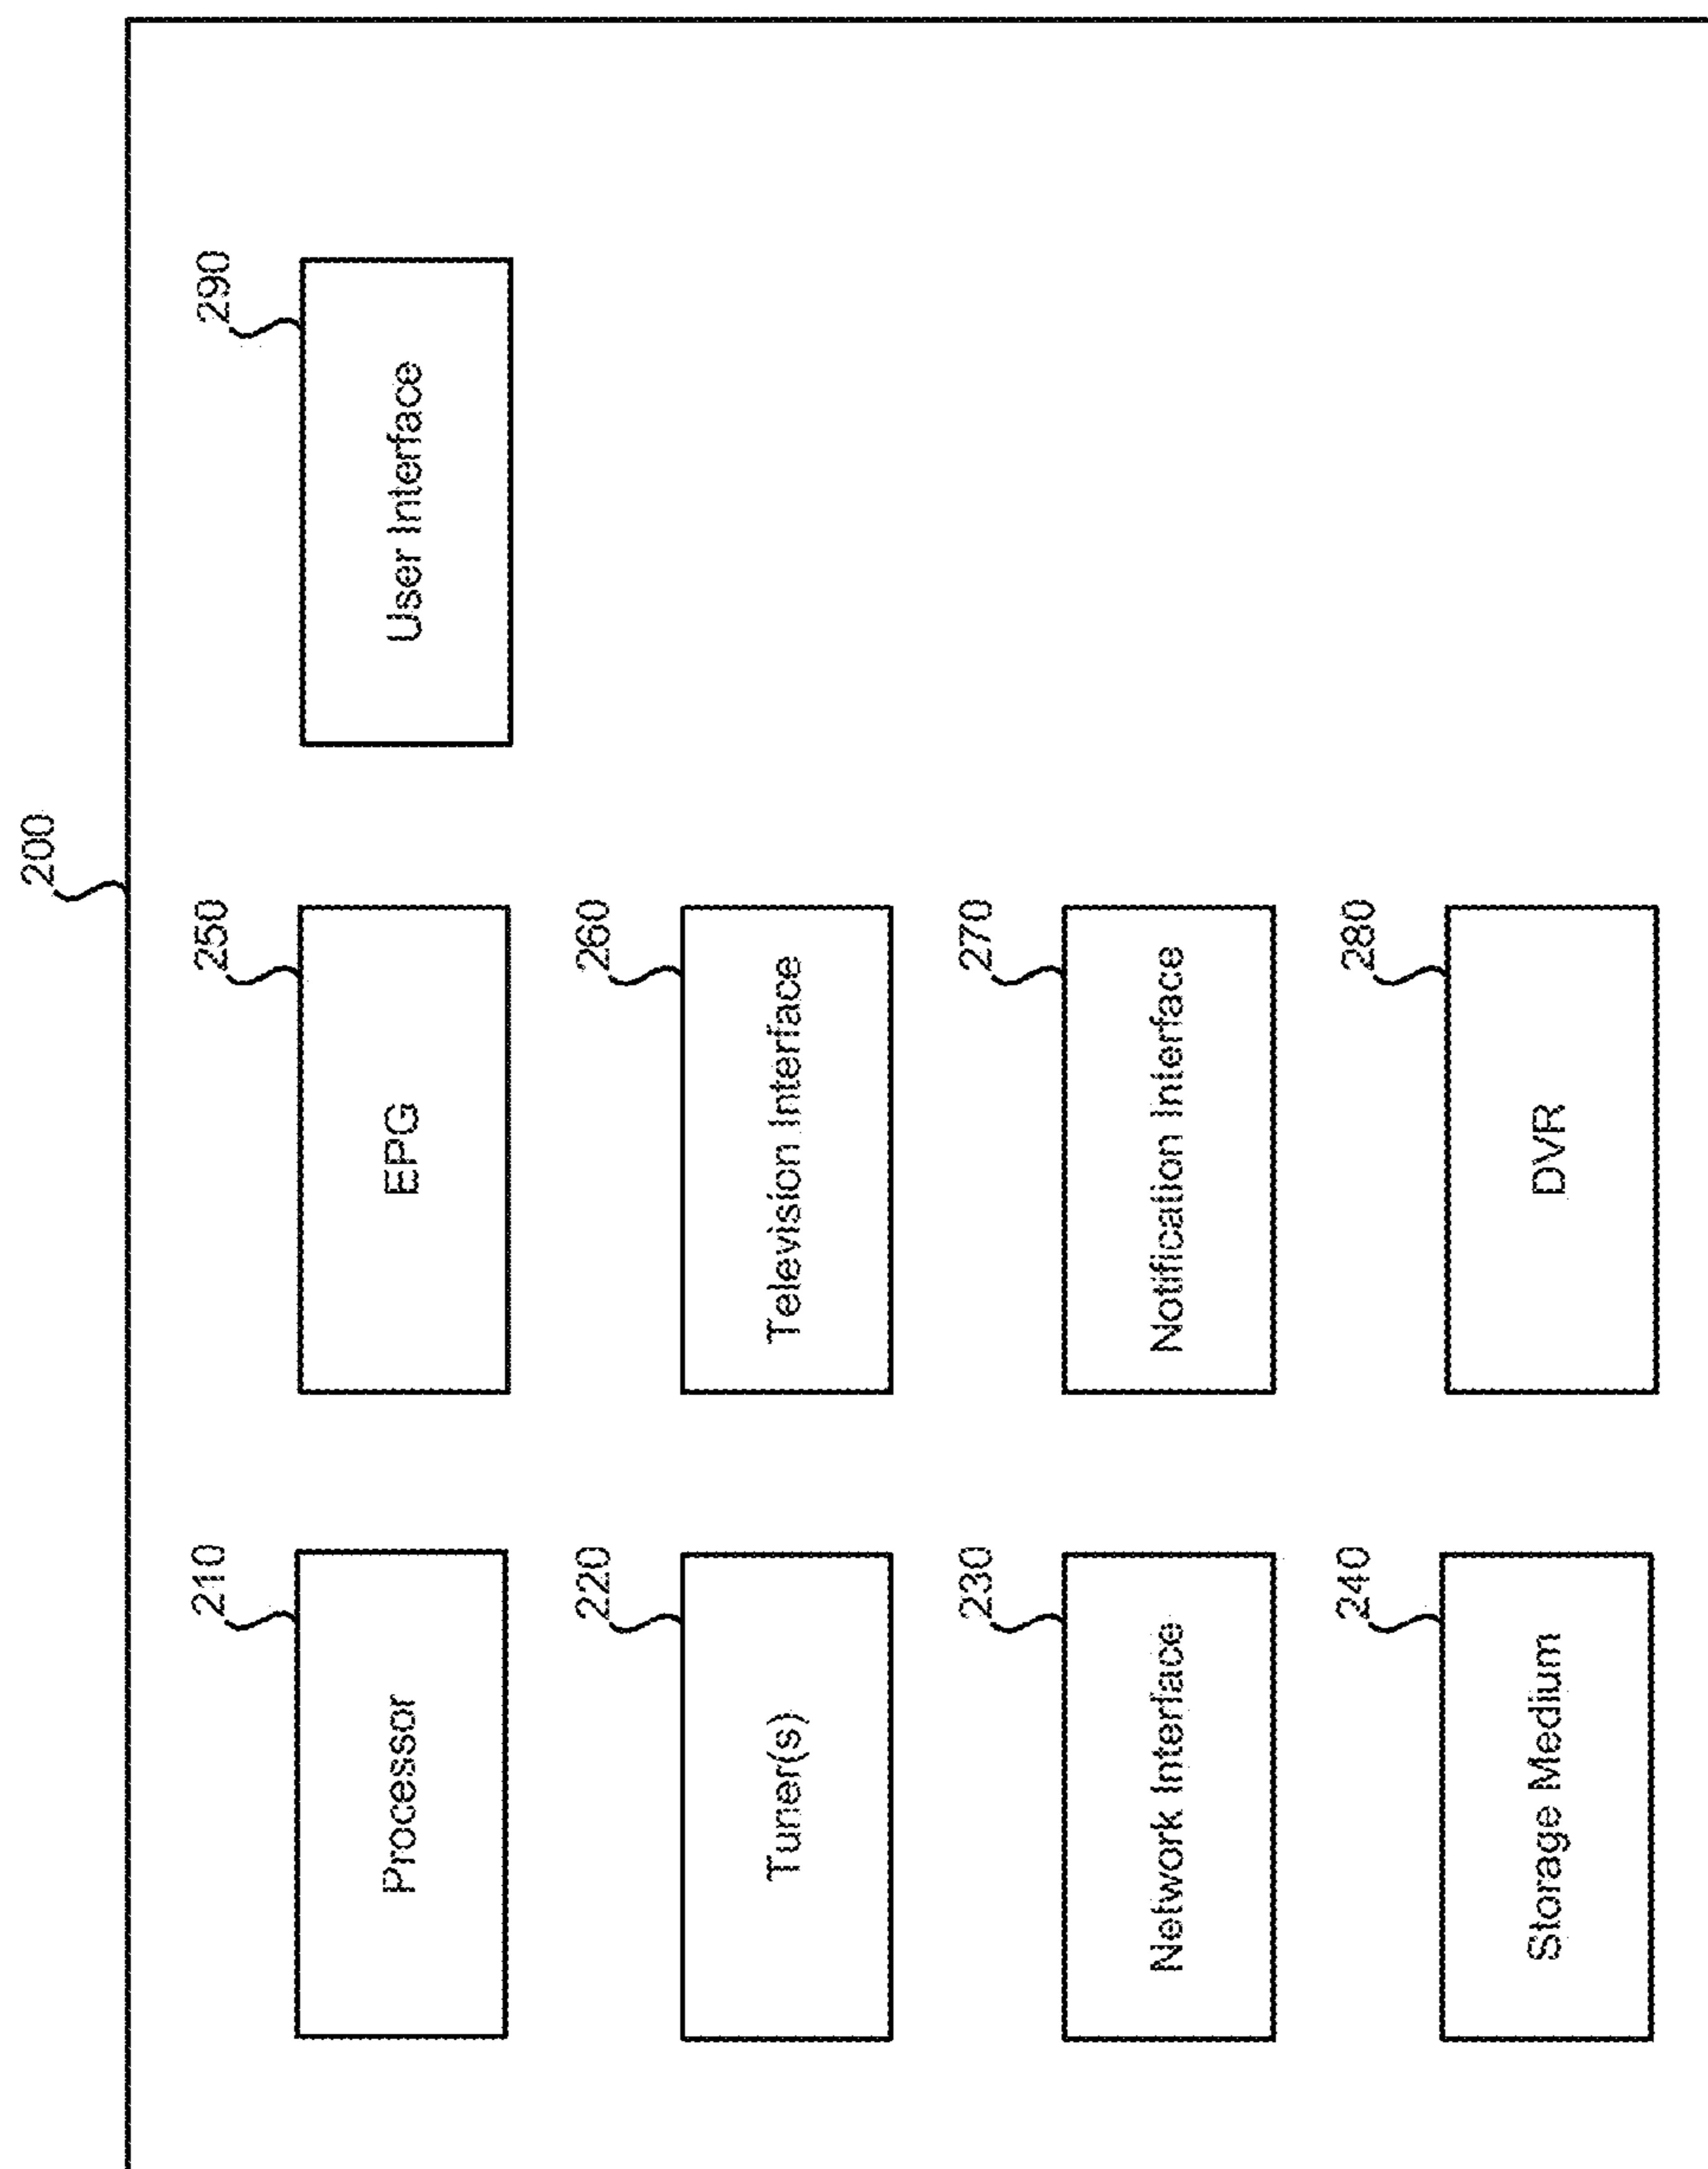 200
210
Processor
220
Tuner(s)
230
Network Interface
240
Storage Medium
250
EPG
260
Television Interface
270
Notification Interface
280
DVR
290
User Interface